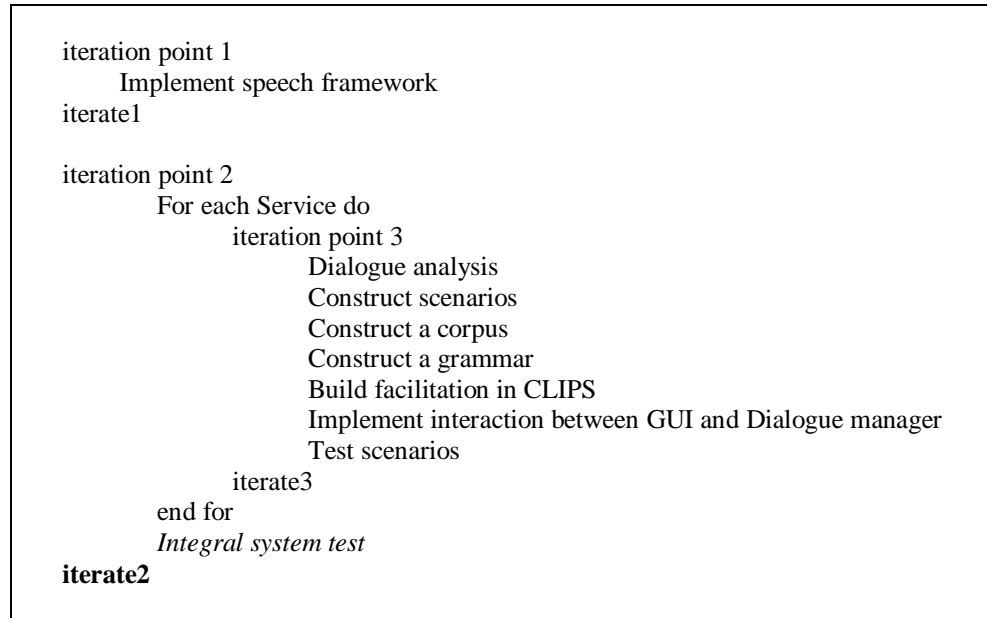 iteration point 1
Implement speech framework
iterate1
iteration point 2
For each Service do
iteration point 3
Dialogue analysis
Construct scenarios
Construct a corpus
Construct a grammar
Build facilitation in CLIPS
Implement interaction between GUI and Dialogue manager
Test scenarios
iterate3
end for
Integral system test
iterate2